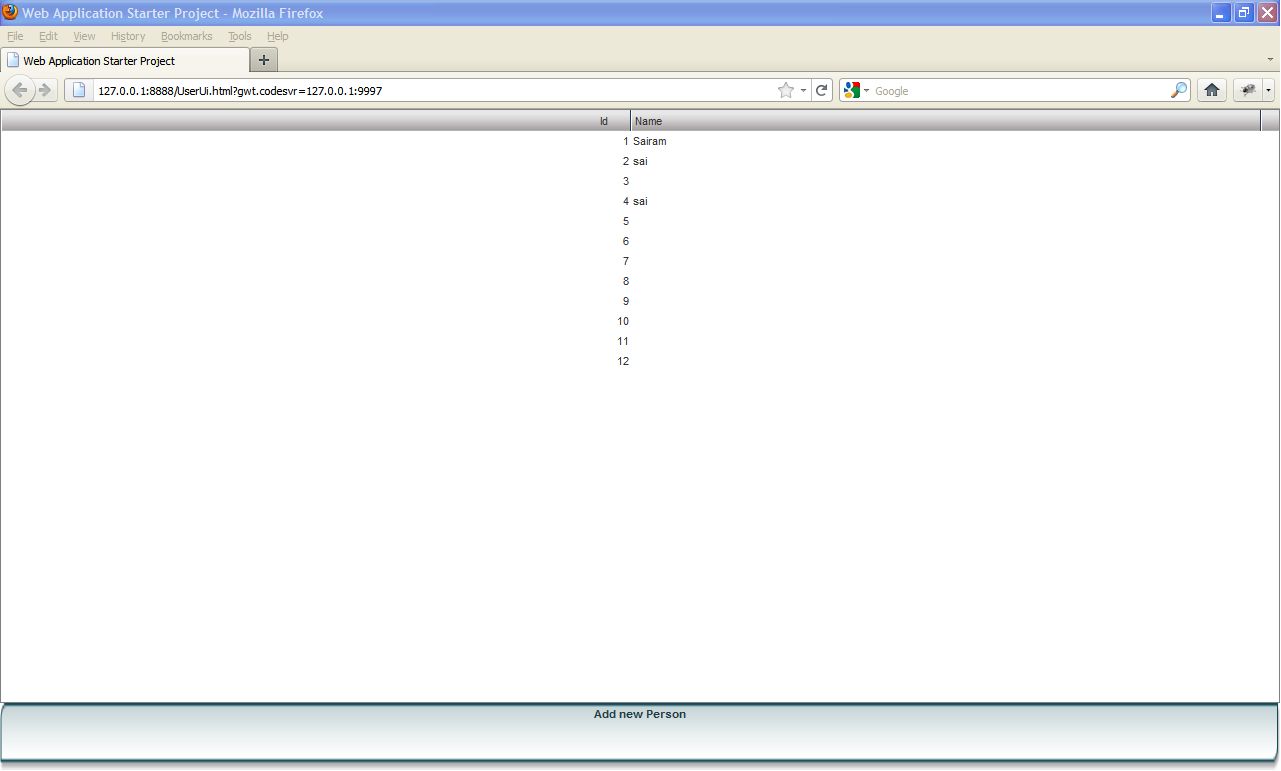 Web Application Starter Project - Mozilla Firefox
File Edit View History Bookmarks Tools Help
Web Application Starter Project
127.0.0.1:8888/UserUi.html?gwt.codesvr=127.0.0.1:9997 Google
Id Name
1 Sairam
2 sai
3
4 sai
5
6
7
8
9
10
11
12
Add new Person